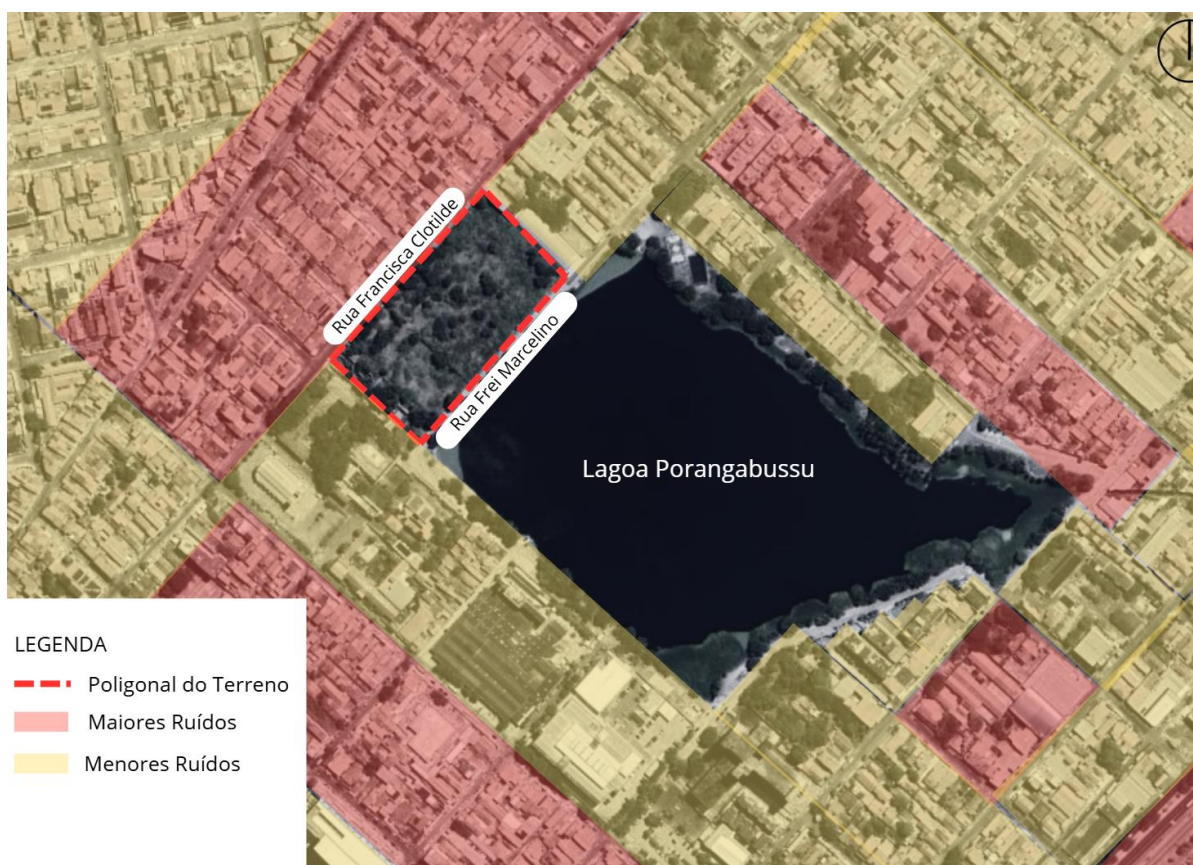 Rua Francisca Clotilde
Rua Frei Marcelino
Lagoa Porangabussu
LEGENDA
Poligonal do Terreno
Maiores Ruídos
Menores Ruídos